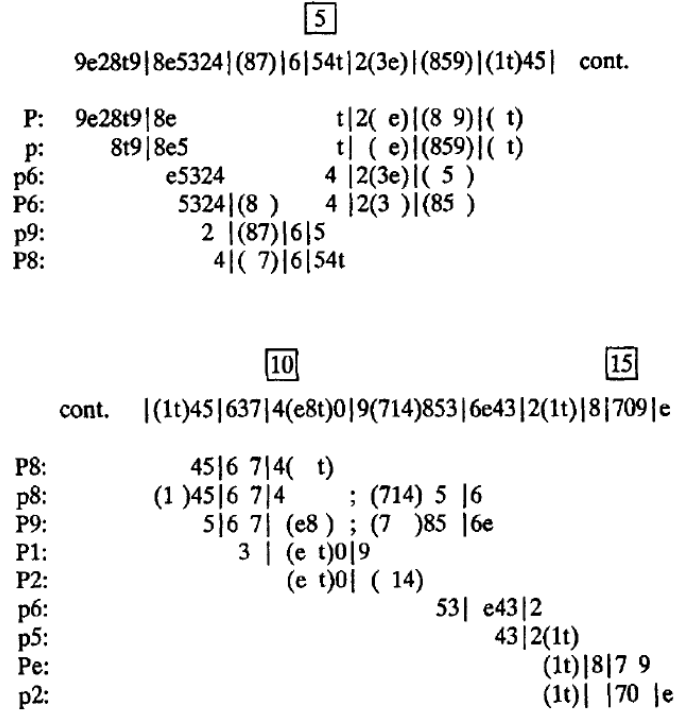 5
9e28t9|8e5324|(87)|6|54t|2(3e)|(859)|(1t)45| cont.
P: 9e28t9|8e t|2( e)|(8 9)|( t)
p: 8t9|8e5 t| ( e)|(859)|( t)
p6: e5324 4 |2(3e)|( 5 )
P6: 5324|(8 ) 4 |2(3 )|(85 )
p9: 2 |(87)|6|5
P8: 4|( 7)|6|54t
10 15
cont. |(1t)45|637|4(e8t)0|9(714)853|6e43|2(1t)|8|709|e
P8: 45|6 7|4( t)
p8: (1 )45|6 7|4 ; (714) 5 |6
P9: 5|6 7| (e8 ) ; (7 )85 |6e
P1: 3 | (e t)0|9
P2: (e t)0| ( 14)
p6: 53| e43|2
p5: 43|2(1t)
Pe: (1t)|8|7 9
p2: (1t)| |70 |e